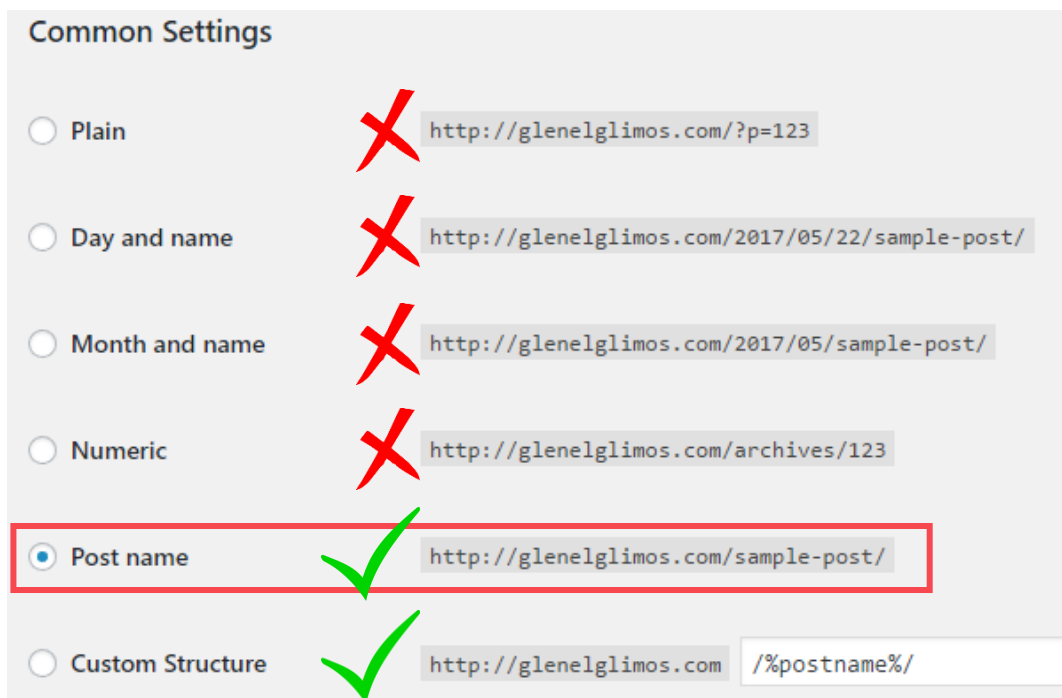 Common Settings
Plain http://glenelglimos.com/?p=123
Day and name http://glenelglimos.com/2017/05/22/sample-post/
Month and name http://glenelglimos.com/2017/05/sample-post/
Numeric http://glenelglimos.com/archives/123
Post name http://glenelglimos.com/sample-post/
Custom Structure http://glenelglimos.com /%postname%/